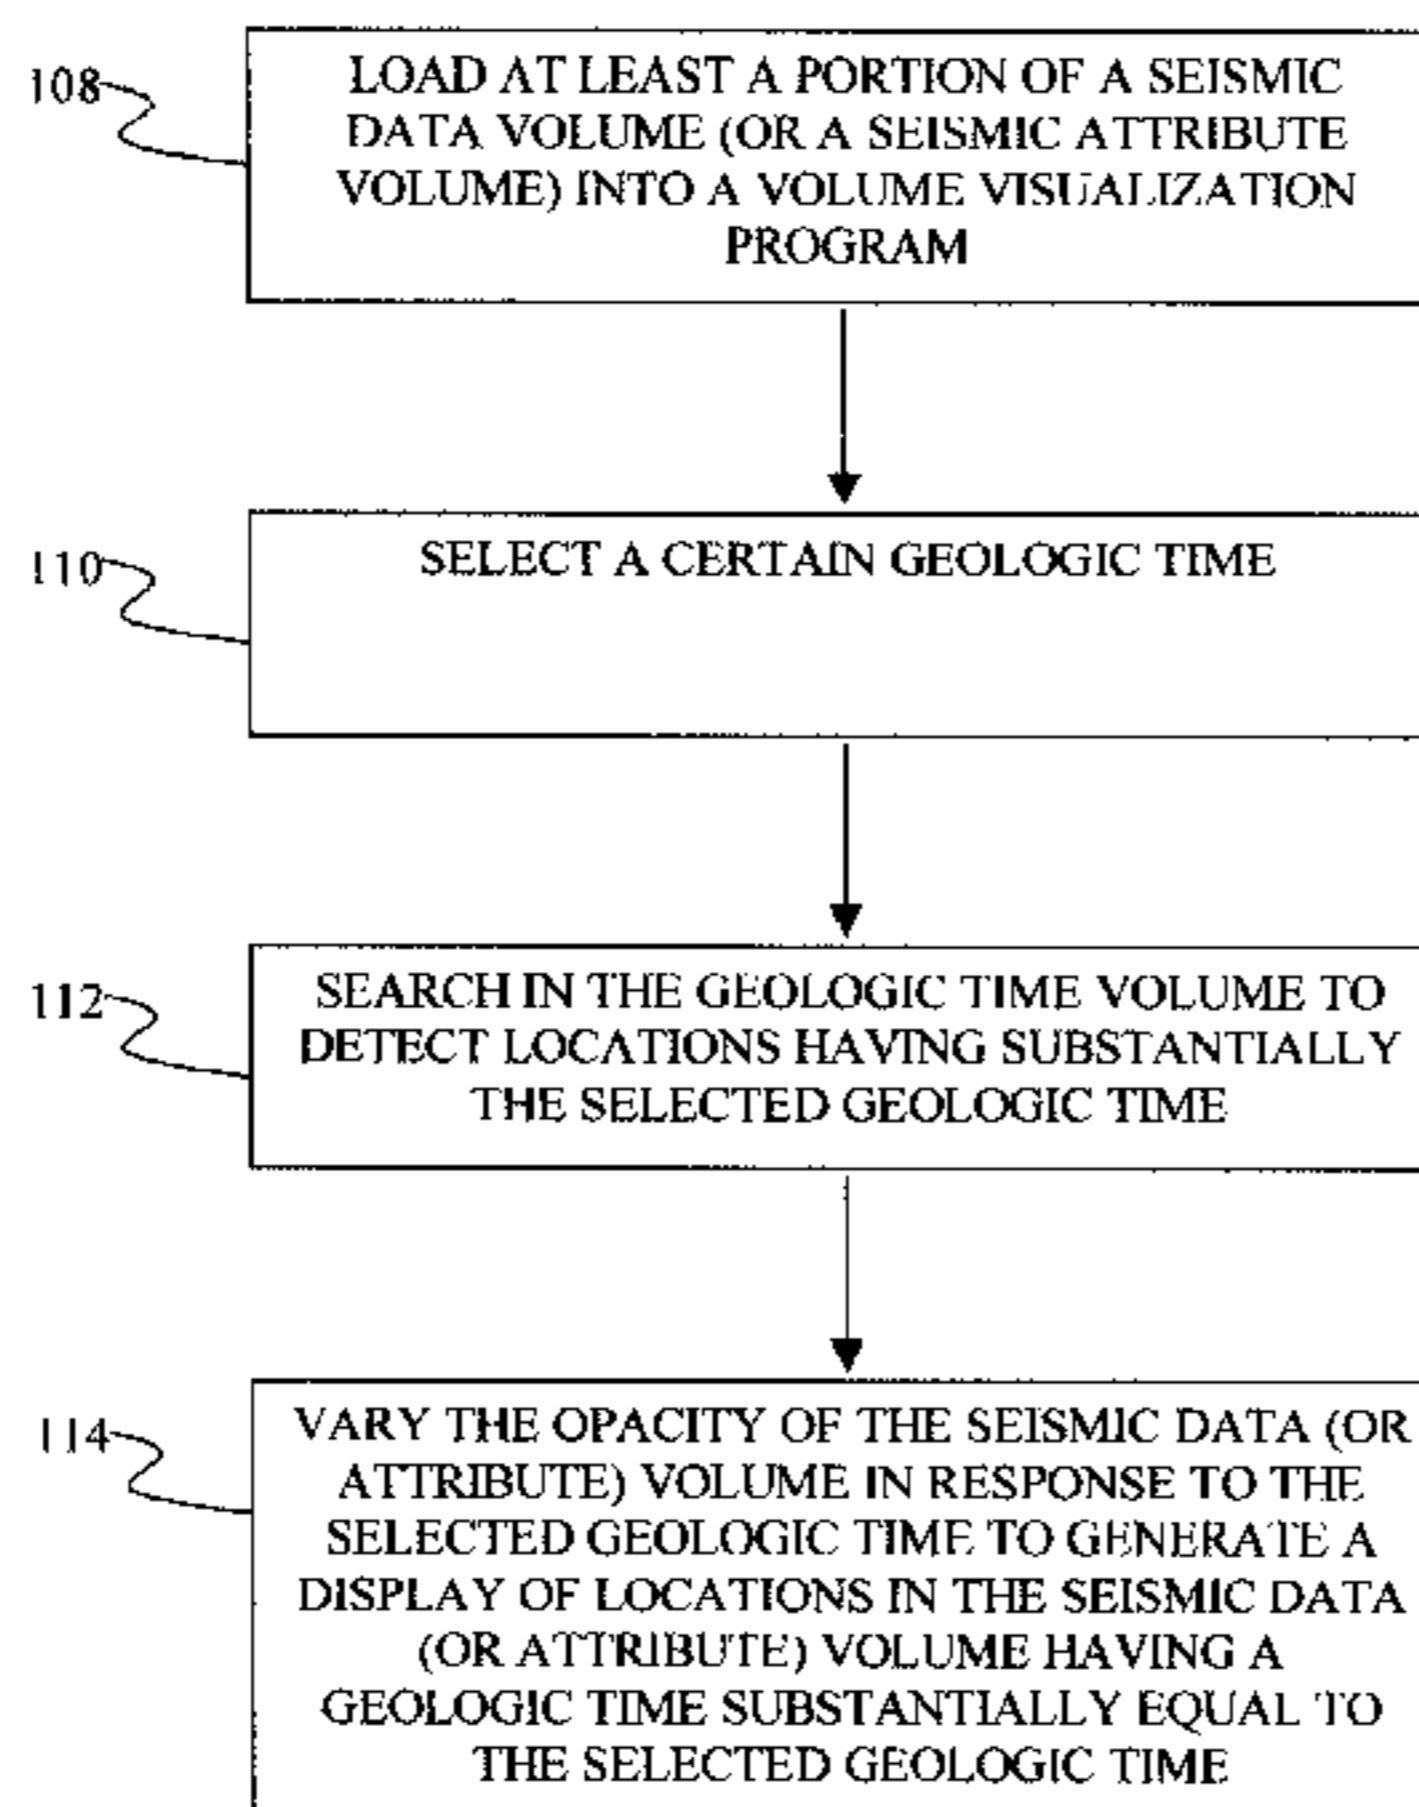 108
LOAD AT LEAST A PORTION OF A SEISMIC
DATA VOLUME (OR A SEISMIC ATTRIBUTE
VOLUME) INTO A VOLUME VISUALIZATION
PROGRAM
110
SELECT A CERTAIN GEOLOGIC TIME
112
SEARCH IN THE GEOLOGIC TIME VOLUME TO
DETECT LOCATIONS HAVING SUBSTANTIALLY
THE SELECTED GEOLOGIC TIME
114
VARY THE OPACITY OF THE SEISMIC DATA (OR
ATTRIBUTE) VOLUME IN RESPONSE TO THE
SELECTED GEOLOGIC TIME TO GENERATE A
DISPLAY OF LOCATIONS IN THE SEISMIC DATA
(OR ATTRIBUTE) VOLUME HAVING A
GEOLOGIC TIME SUBSTANTIALLY EQUAL TO
THE SELECTED GEOLOGIC TIME